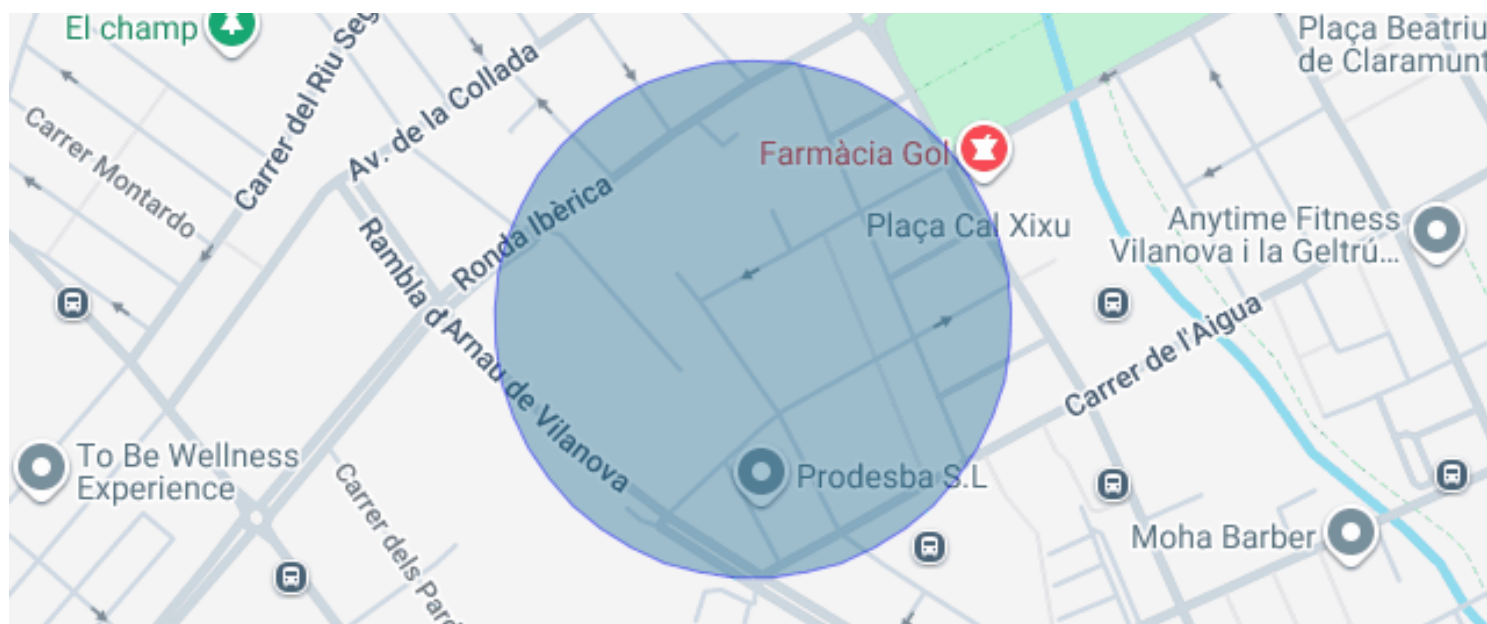 El champ
Carrer del Riu Seg
Av. de la Collada
Plaça Beatriu
de Claramunt
Carrer Montardo
Farmàcia Gol
Ronda Ibèrica
Plaça Cal Xixu
Anytime Fitness
Vilanova i la Geltrú...
Rambla d'Arnau de Vilanova
Carrer de l'Aigua
To Be Wellness
Experience
Carrer dels Pard
Prodesba S.L
Moha Barber